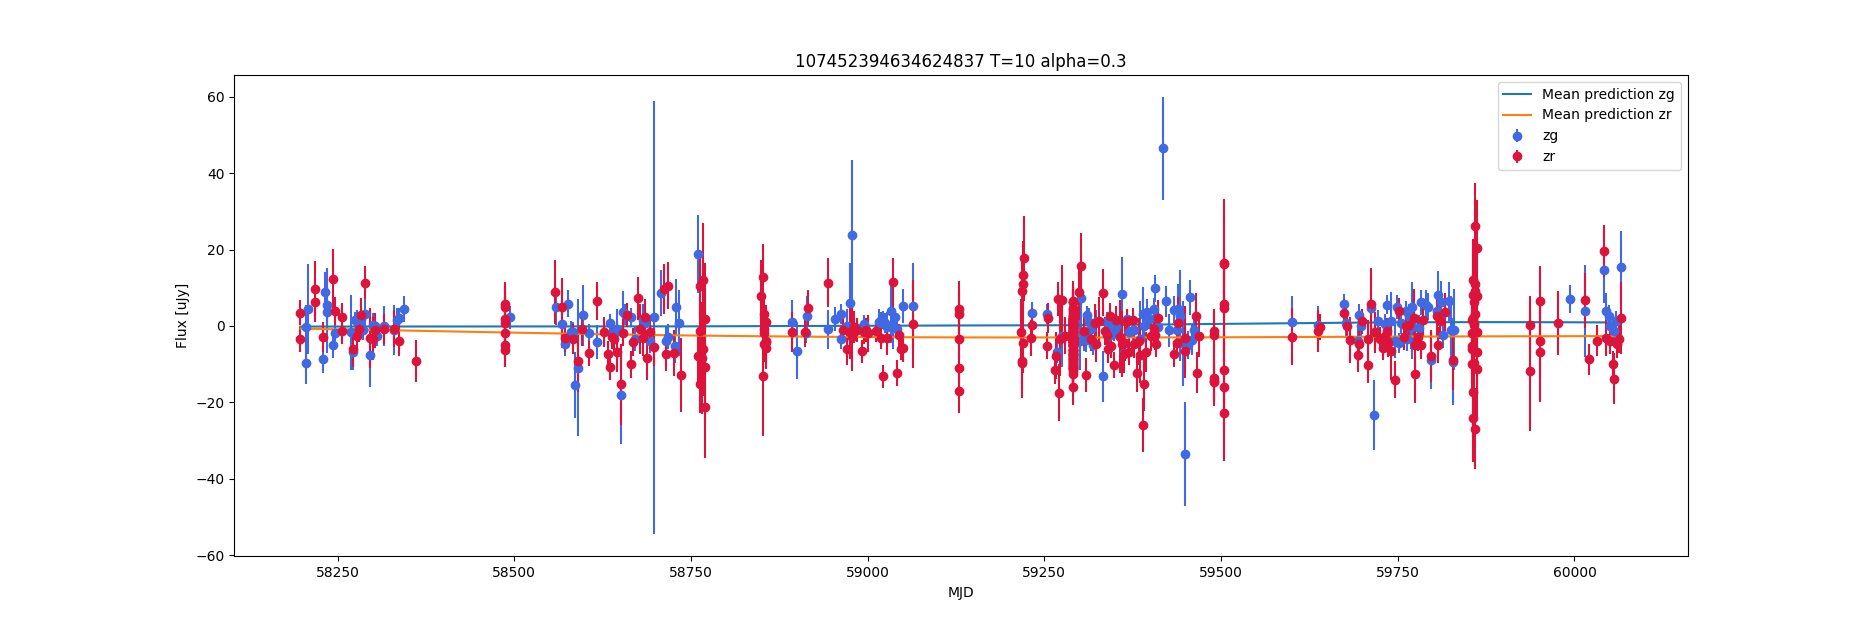 107452394634624837 T=10 alpha=0.3
Mean prediction zg
Mean prediction zr
zg
zr
Flux [uJy]
60
40
20
0
−20
−40
−60
58250 58500 58750 59000 59250 59500 59750 60000
MJD